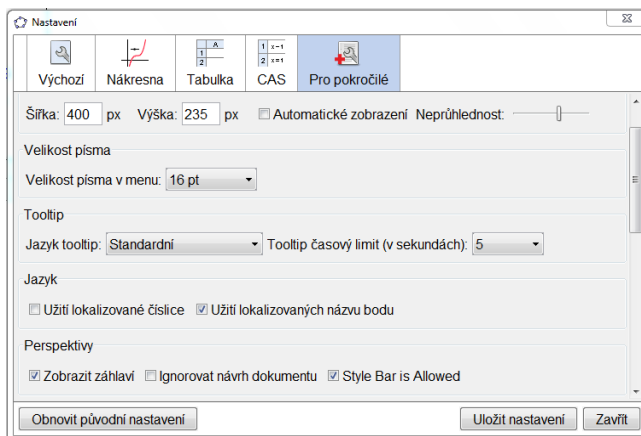 Nastavení
Výchozí Nákresna Tabulka CAS Pro pokročilé
Šířka: 400 px Výška: 235 px Automatické zobrazení Neprůhlednost:
Velikost písma
Velikost písma v menu: 16 pt
Tooltip
Jazyk tooltip: Standardní Tooltip časový limit (v sekundách): 5
Jazyk
Užití lokalizované číslice Užití lokalizovaných názvu bodu
Perspektivy
Zobrazit záhlaví Ignorovat návrh dokumentu Style Bar is Allowed
Obnovit původní nastavení Uložit nastavení Zavřít